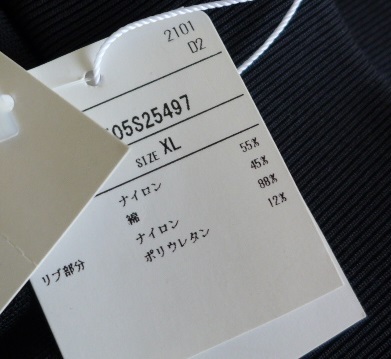 2101
D2
05S25497
SIZE XL
ナイロン 55%
綿 45%
ナイロン 88%
リブ部分 ポリウレタン 12%